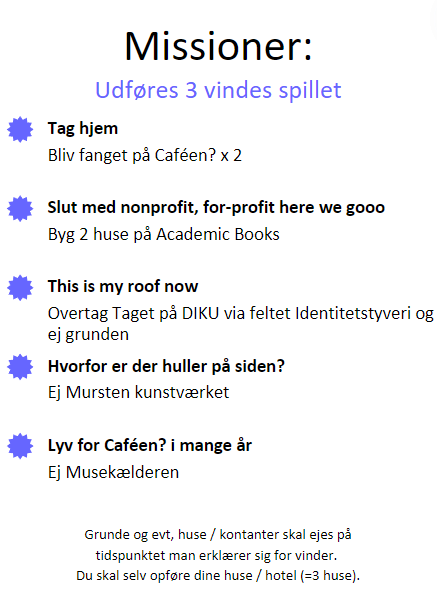 Missioner:
Udføres 3 vindes spillet
Tag hjem
Bliv fanget på Caféen? x 2
Slut med nonprofit, for-profit here we gooo
Byg 2 huse på Academic Books
This is my roof now
Overtag Taget på DIKU via feltet Identitetstyveri og
ej grunden
Hvorfor er der huller på siden?
Ej Mursten kunstværket
Lyv for Caféen? i mange år
Ej Musekælderen
Grunde og evt, huse / kontanter skal ejes på
tidspunktet man erklærer sig for vinder.
Du skal selv opføre dine huse / hotel (=3 huse).